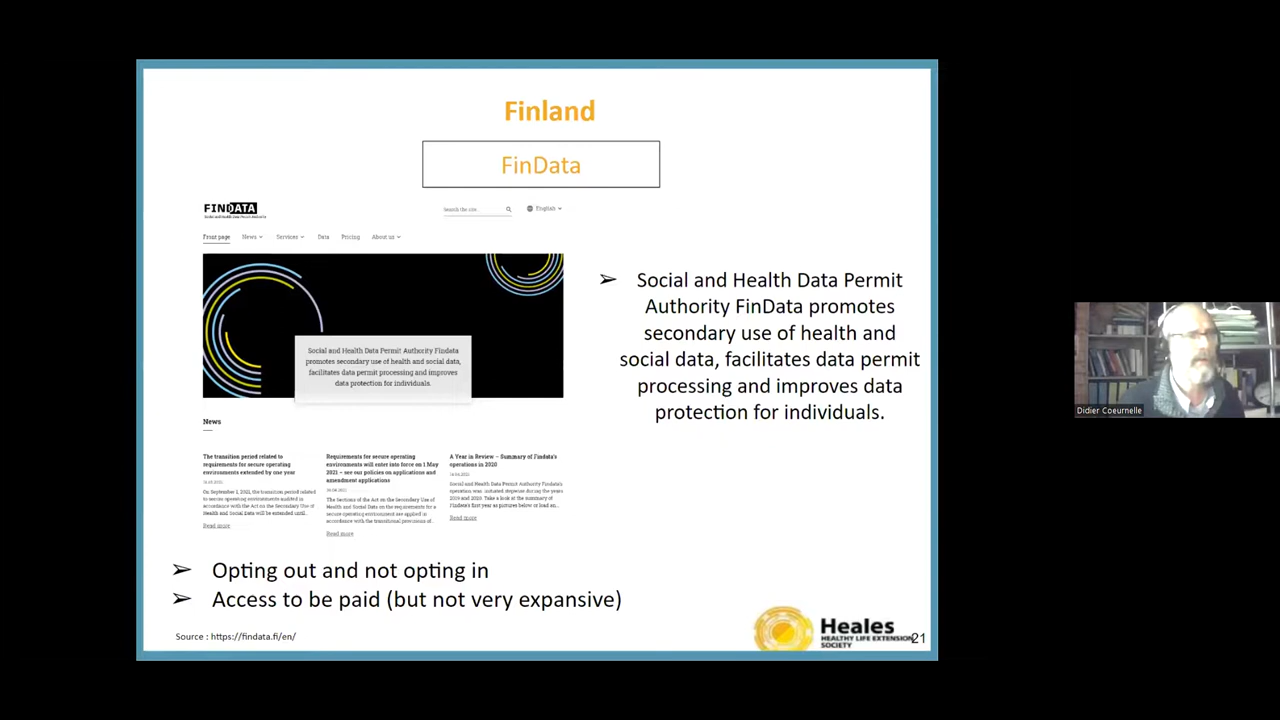 Finland
FinData
FINDATA
Social and Health Data Permit Authority
Search the site
English
Front page
News
Services
Data
Pricing
About us
Social and Health Data Permit Authority Findata
promotes secondary use of health and social data,
facilitates data permit processing and improves
data protection for individuals.
➢ Social and Health Data Permit
Authority FinData promotes
secondary use of health and
social data, facilitates data permit
processing and improves data
protection for individuals.
News
The transition period related to
requirements for secure operating
environments extended by one year
On September 1, 2021, the transition period related
to secure operating environments audited in
accordance with the Act on the Secondary Use of
Health and Social Data will be extended until...
Read more
Requirements for secure operating
environments will enter into force on 1 May
2021 – see our policies on applications and
amendment applications
The Sections of the Act on the Secondary Use of
Health and Social Data on the requirements for a
secure operating environment are applied in
accordance with the transitional provisions of
Read more
A Year in Review – Summary of Findata's
operations in 2020
Social and Health Data Permit Authority Findata's
operation was initiated stepwise during the years
2019 and 2020. Take a look at the summary of
Findata's first year as pictures below or load an...
Read more
➢ Opting out and not opting in
➢ Access to be paid (but not very expansive)
Source : https://findata.fi/en/
Heales
HEALTHY LIFE EXTENSION
SOCIETY
21
Didier Coeurnelle